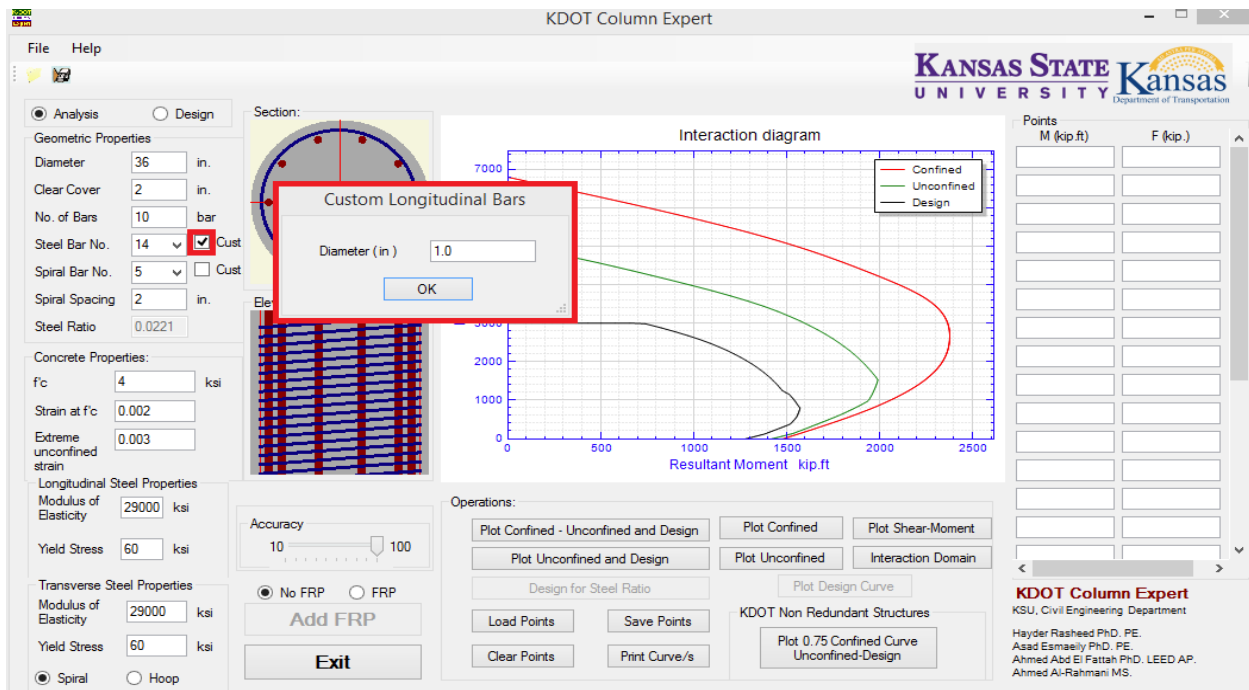 KDOT Column Expert
File Help
KANSAS STATE
UNIVERSITY
Kansas
Department of Transportation
Analysis
Design
Geometric Properties
Diameter 36 in.
Clear Cover 2 in.
No. of Bars 10 bar
Steel Bar No. 14 Cust
Spiral Bar No. 5 Cust
Spiral Spacing 2 in.
Steel Ratio 0.0221
Concrete Properties:
f'c 4 ksi
Strain at f'c 0.002
Extreme
unconfined
strain
0.003
Longitudinal Steel Properties
Modulus of
Elasticity
29000 ksi
Yield Stress 60 ksi
Transverse Steel Properties
Modulus of
Elasticity
29000 ksi
Yield Stress 60 ksi
Spiral
Hoop
Section:
Custom Longitudinal Bars
Diameter ( in ) 1.0
OK
Accuracy
10 100
No FRP
FRP
Add FRP
Exit
Interaction diagram
Confined
Unconfined
Design
7000
3000
2000
1000
0
0 500 1000 1500 2000 2500
Resultant Moment kip.ft
Operations:
Plot Confined - Unconfined and Design
Plot Confined
Plot Shear-Moment
Plot Unconfined and Design
Plot Unconfined
Interaction Domain
Design for Steel Ratio
Plot Design Curve
Load Points
Save Points
Clear Points
Print Curve/s
KDOT Non Redundant Structures
Plot 0.75 Confined Curve
Unconfined-Design
Points
M (kip.ft) F (kip.)
KDOT Column Expert
KSU, Civil Engineering Department
Hayder Rasheed PhD. PE.
Asad Esmaeily PhD. PE.
Ahmed Abd El Fattah PhD. LEED AP.
Ahmed Al-Rahmani MS.